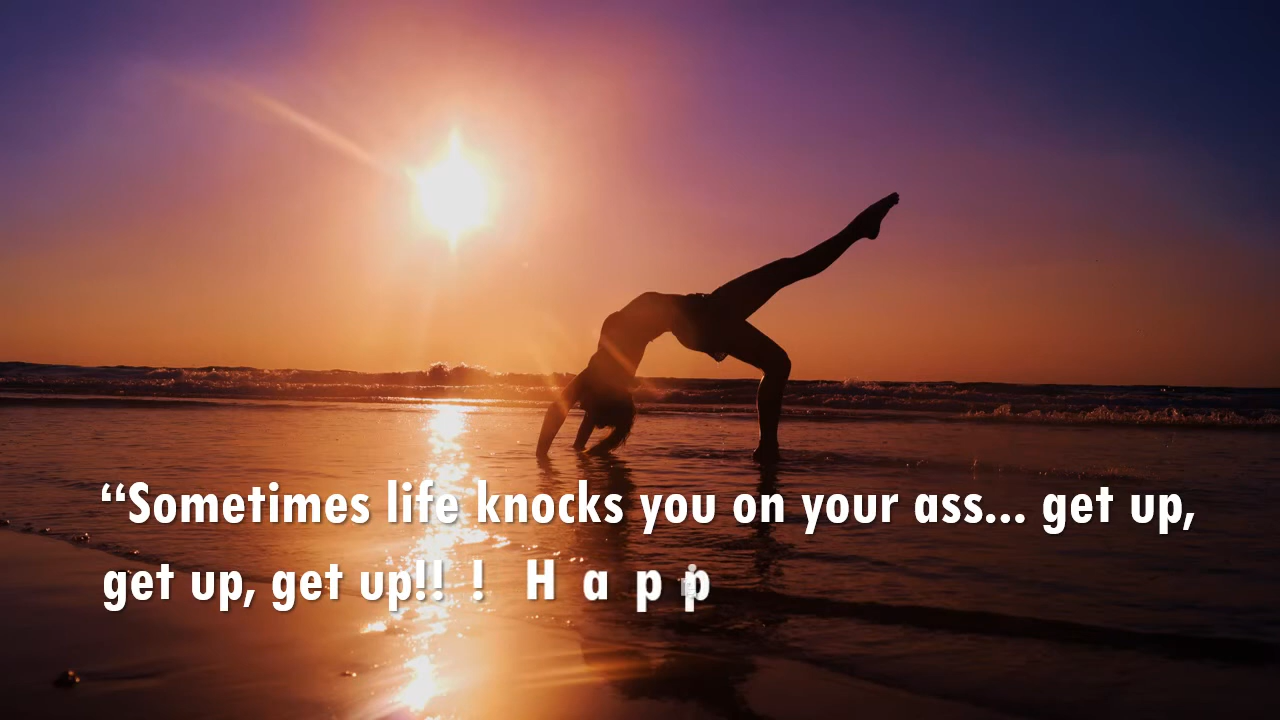 “Sometimes life knocks you on your ass... get up,
get up, get up!! ! H a p p